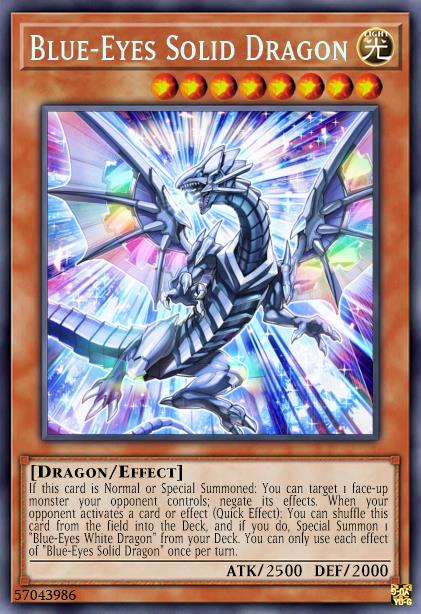 Blue-Eyes Solid Dragon
LIGHT
光
[Dragon/Effect]
If this card is Normal or Special Summoned: You can target 1 face-up
monster your opponent controls; negate its effects. When your
opponent activates a card or effect (Quick Effect): You can shuffle
this card from the field into the Deck, and if you do, Special Summon 1
"Blue-Eyes White Dragon" from your Deck. You can only use each effect
of "Blue-Eyes Solid Dragon" once per turn.
ATK/2500 DEF/2000
57043986